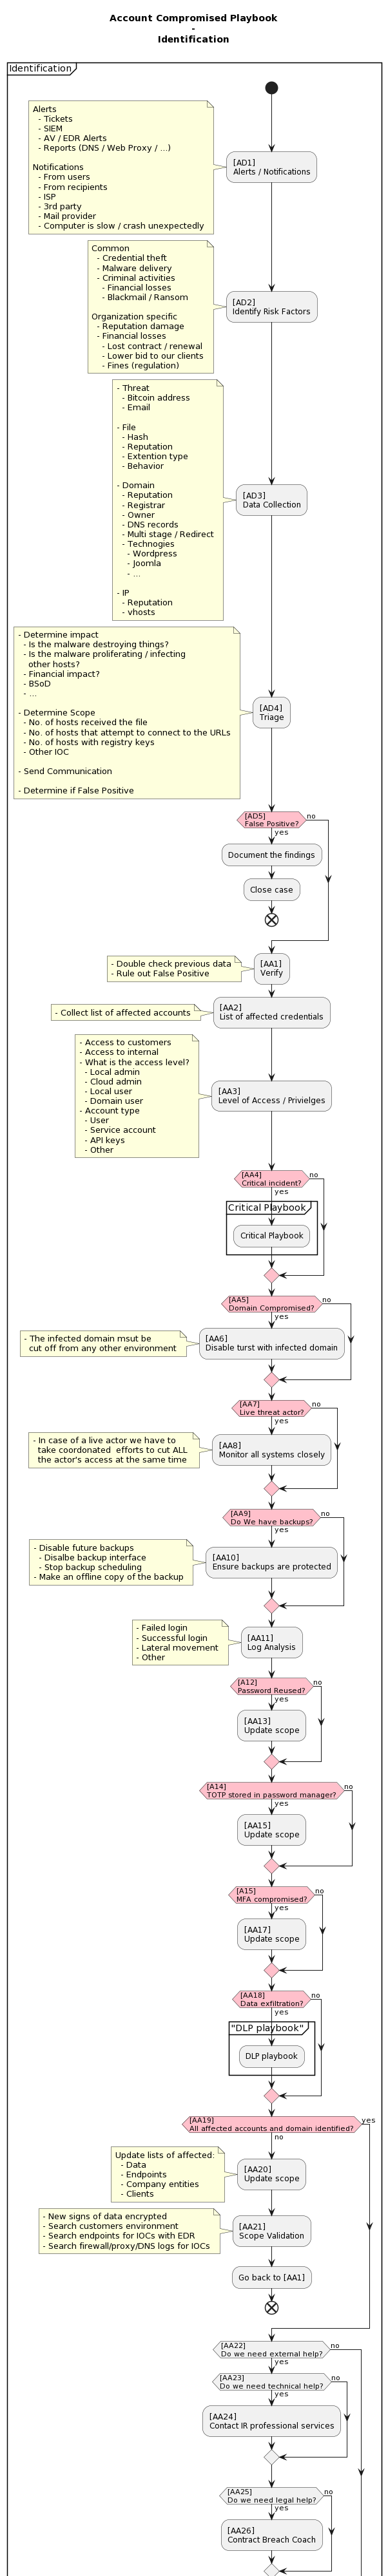 Account Compromised Playbook
-
Identification
Identification
Alerts
- Tickets
- SIEM
- AV / EDR Alerts
- Reports (DNS / Web Proxy / ...)
Notifications
- From users
- From recipients
- ISP
- 3rd party
- Mail provider
- Computer is slow / crash unexpectedly
[AD1]
Alerts / Notifications
Common
- Credential theft
- Malware delivery
- Criminal activities
- Financial losses
- Blackmail / Ransom
Organization specific
- Reputation damage
- Financial losses
- Lost contract / renewal
- Lower bid to our clients
- Fines (regulation)
[AD2]
Identify Risk Factors
- Threat
- Bitcoin address
- Email
- File
- Hash
- Reputation
- Extention type
- Behavior
- Domain
- Reputation
- Registrar
- Owner
- DNS records
- Multi stage / Redirect
- Technogies
- Wordpress
- Joomla
- ...
- IP
- Reputation
- vhosts
[AD3]
Data Collection
- Determine impact
- Is the malware destroying things?
- Is the malware proliferating / infecting
other hosts?
- Financial impact?
- BSoD
- ...
- Determine Scope
- No. of hosts received the file
- No. of hosts that attempt to connect to the URLs
- No. of hosts with registry keys
- Other IOC
- Send Communication
- Determine if False Positive
[AD4]
Triage
[AD5]
False Positive?
no
yes
Document the findings
Close case
- Double check previous data
- Rule out False Positive
[AA1]
Verify
- Collect list of affected accounts
[AA2]
List of affected credentials
- Access to customers
- Access to internal
- What is the access level?
- Local admin
- Cloud admin
- Local user
- Domain user
- Account type
- User
- Service account
- API keys
- Other
[AA3]
Level of Access / Privielges
[AA4]
Critical incident?
no
yes
Critical Playbook
Critical Playbook
[AA5]
Domain Compromised?
no
yes
- The infected domain msut be
cut off from any other environment
[AA6]
Disable turst with infected domain
[AA7]
Live threat actor?
no
yes
- In case of a live actor we have to
take coordonated  efforts to cut ALL
the actor's access at the same time
[AA8]
Monitor all systems closely
[AA9]
Do We have backups?
no
yes
- Disable future backups
- Disalbe backup interface
- Stop backup scheduling
- Make an offline copy of the backup
[AA10]
Ensure backups are protected
- Failed login
- Successful login
- Lateral movement
- Other
[AA11]
Log Analysis
[A12]
Password Reused?
no
yes
[AA13]
Update scope
[A14]
TOTP stored in password manager?
no
yes
[AA15]
Update scope
[A15]
MFA compromised?
no
yes
[AA17]
Update scope
[AA18]
Data exfiltration?
no
yes
"DLP playbook"
DLP playbook
[AA19]
All affected accounts and domain identified?
yes
no
Update lists of affected:
- Data
- Endpoints
- Company entities
- Clients
[AA20]
Update scope
- New signs of data encrypted
- Search customers environment
- Search endpoints for IOCs with EDR
- Search firewall/proxy/DNS logs for IOCs
[AA21]
Scope Validation
Go back to [AA1]
[AA22]
Do we need external help?
no
yes
[AA23]
Do we need technical help?
no
yes
[AA24]
Contact IR professional services
[AA25]
Do we need legal help?
no
yes
[AA26]
Contract Breach Coach